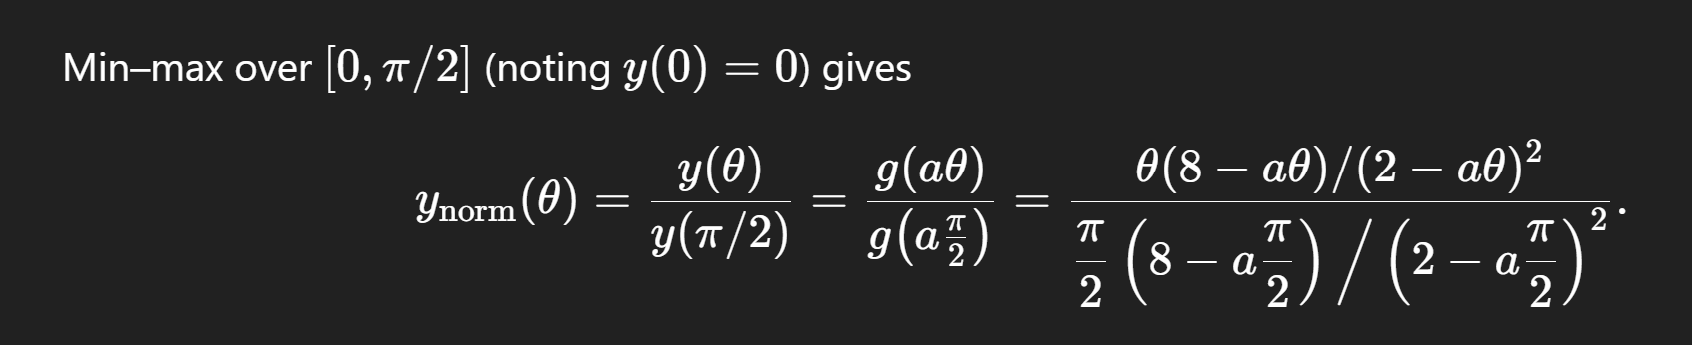 Min–max over [0, π/2] (noting y(0) = 0) gives
y_norm(θ) = y(θ)/y(π/2) = g(aθ)/g(a π/2) = θ(8 − aθ)/(2 − aθ)² / π/2 (8 − a π/2) / (2 − a π/2)².